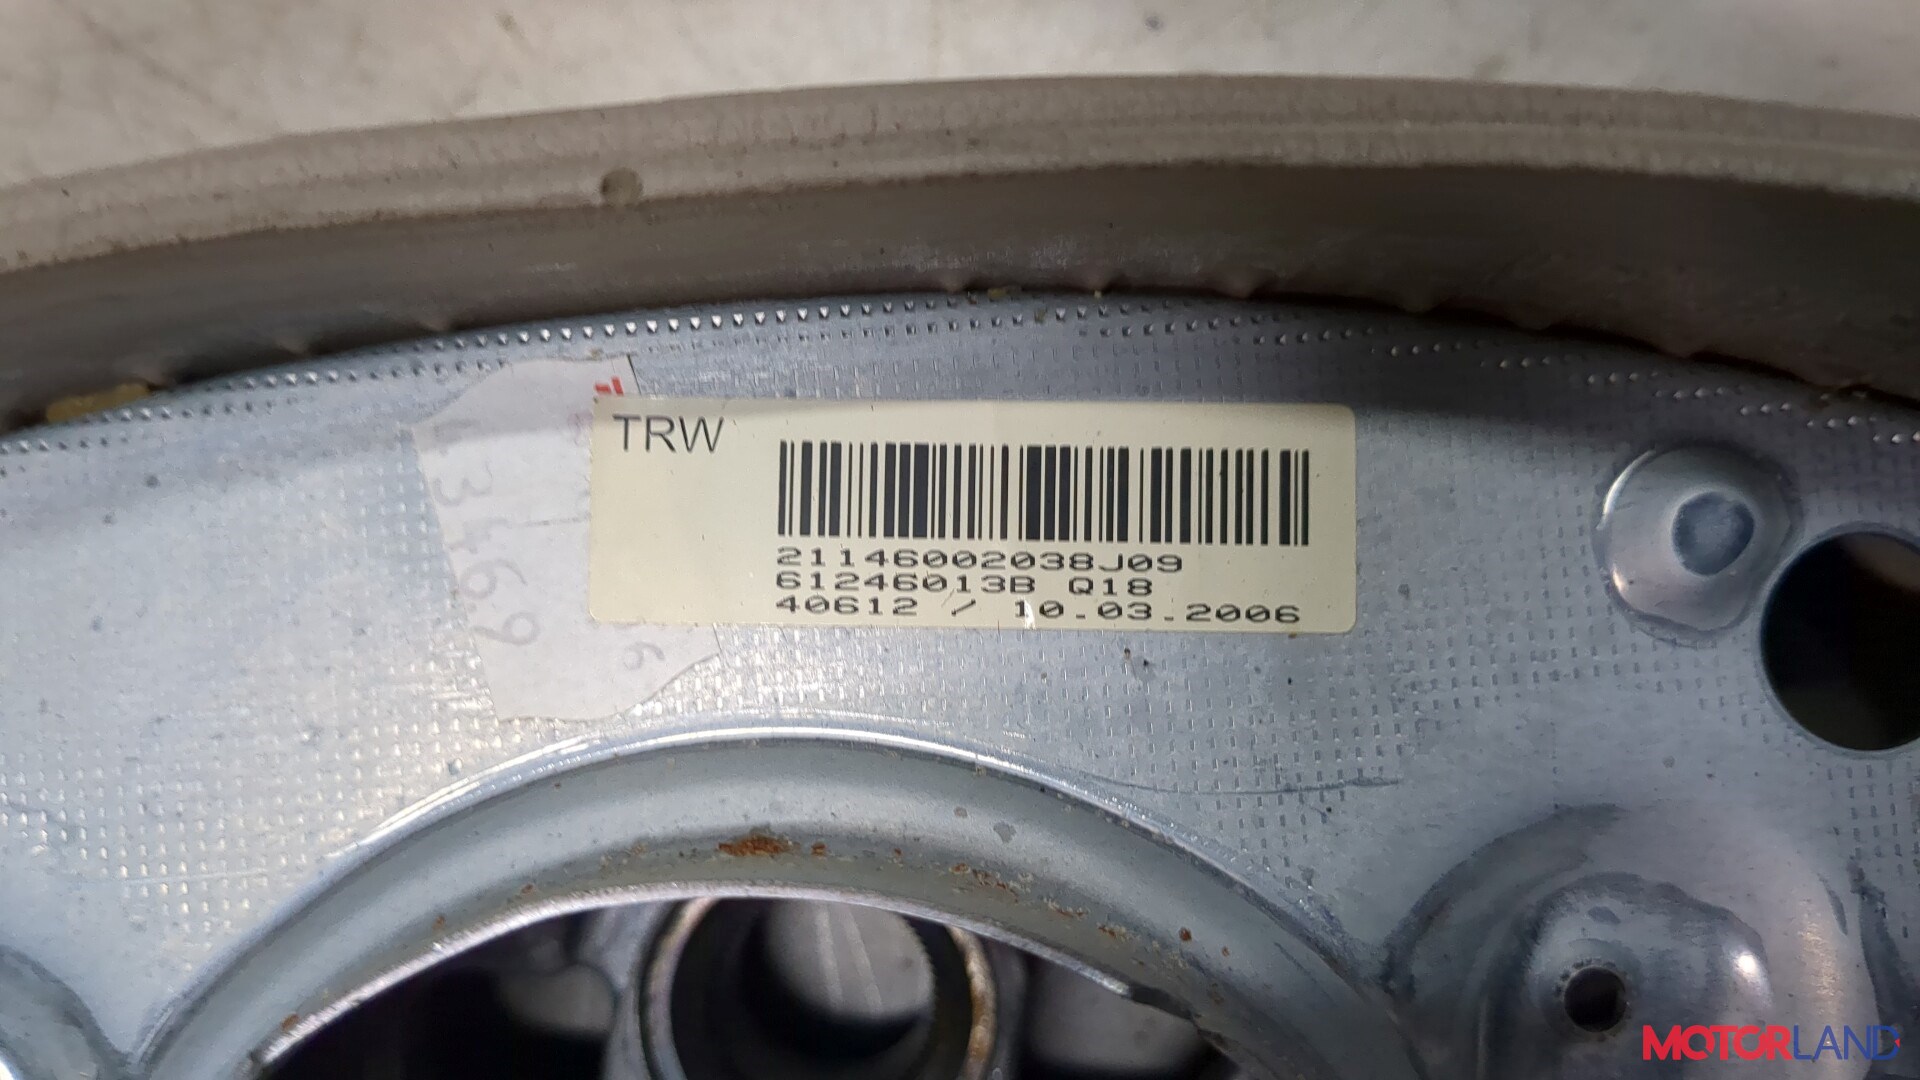 TRW
21146002038J09
61246013B Q18
40612 / 10.03.2006
MOTORLAND